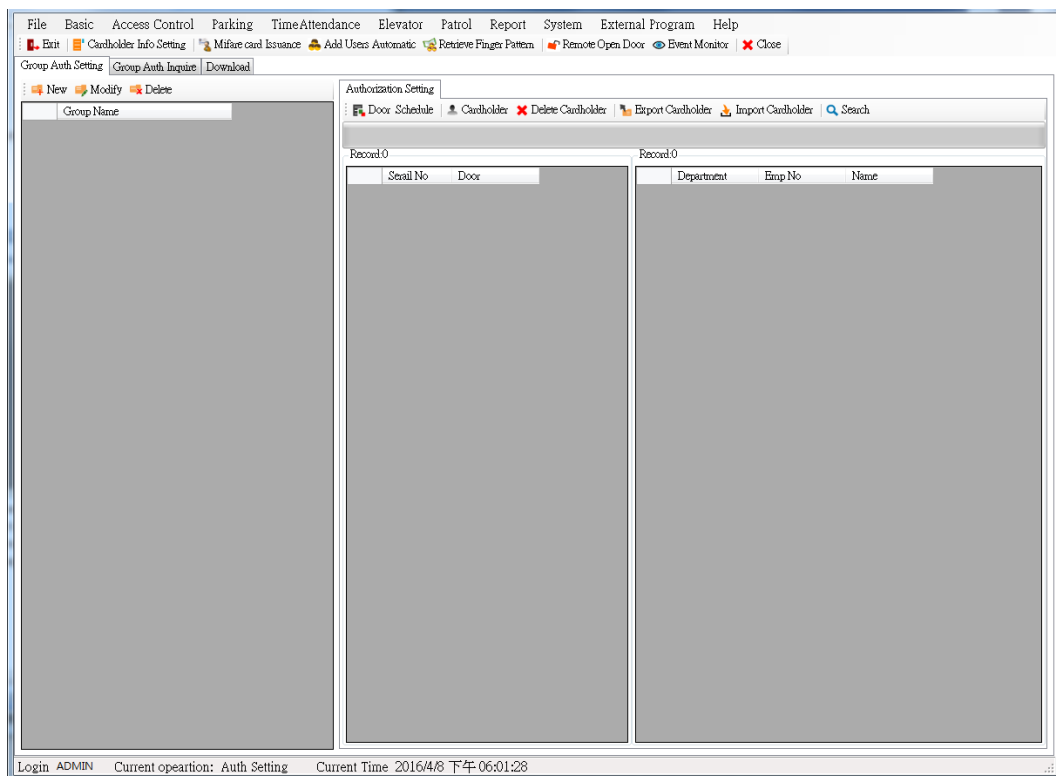 File Basic Access Control Parking TimeAttendance Elevator Patrol Report System External Program Help
Exit Cardholder Info Setting Mifare card Issuance Add Users Automatic Retrieve Finger Pattern Remote Open Door Event Monitor Close
Group Auth Setting Group Auth Inquire Download
New Modify Delete
Group Name
Authorization Setting
Door Schedule Cardholder Delete Cardholder Export Cardholder Import Cardholder Search
Record:0
Serail No Door
Record:0
Department Emp No Name
Login ADMIN Current opeartion: Auth Setting Current Time 2016/4/8 下午 06:01:28